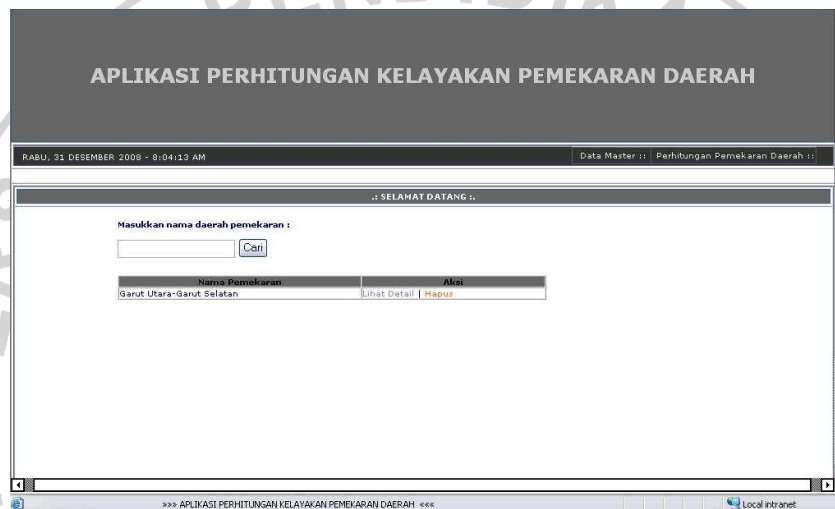 APLIKASI PERHITUNGAN KELAYAKAN PEMEKARAN DAERAH
RABU, 31 DESEMBER 2008 - 8:04:13 AM Data Master :: Perhitungan Pemekaran Daerah ::
.: SELAMAT DATANG :.
Masukkan nama daerah pemekaran :
Cari
Nama Pemekaran Aksi
Garut Utara-Garut Selatan Lihat Detail | Hapus
»»» APLIKASI PERHITUNGAN KELAYAKAN PEMEKARAN DAERAH ««« Local intranet